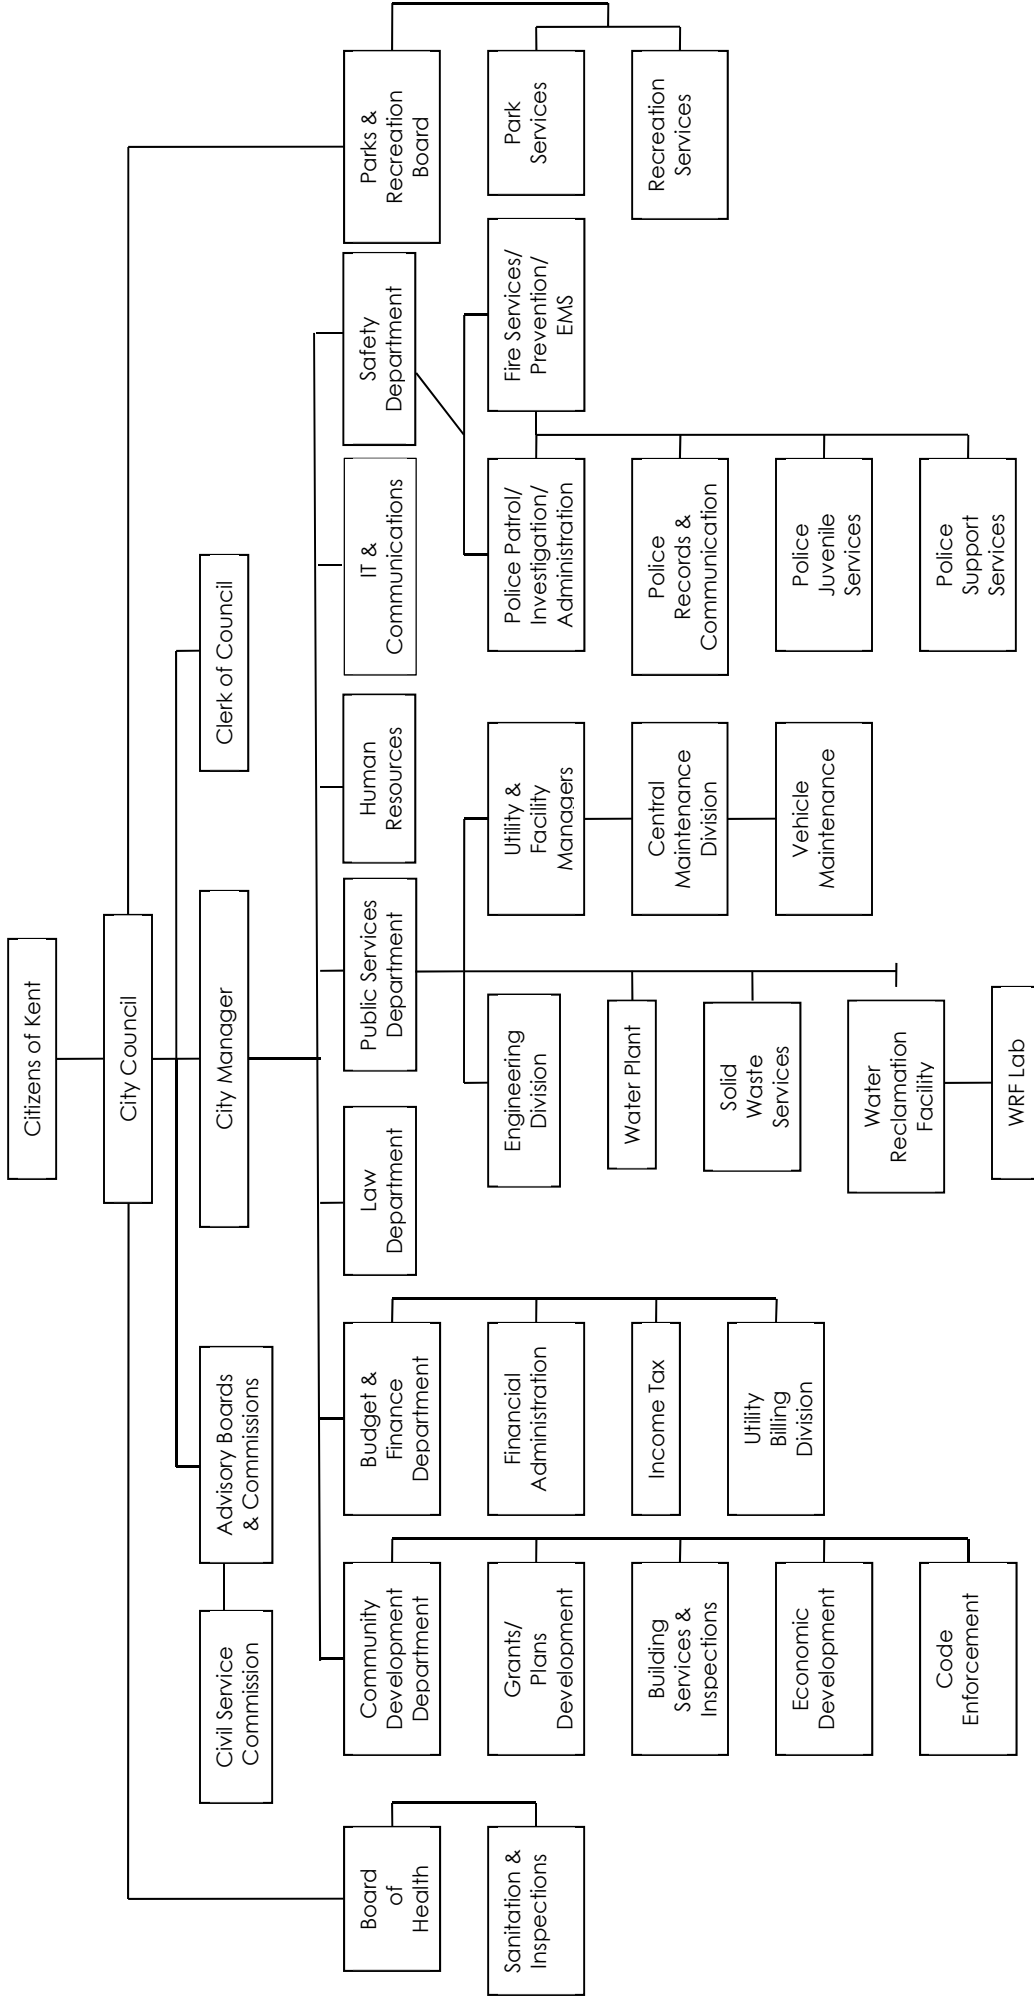 Citizens of Kent
City Council
Civil Service
Commission
Advisory Boards
& Commissions
City Manager
Clerk of Council
Board
of
Health
Sanitation &
Inspections
Community
Development
Department
Grants/
Plans
Development
Building
Services &
Inspections
Economic
Development
Code
Enforcement
Budget &
Finance
Department
Financial
Administration
Income Tax
Utility
Billing
Division
Law
Department
Public Services
Department
Engineering
Division
Water Plant
Solid
Waste
Services
Water
Reclamation
Facility
WRF Lab
Utility &
Facility
Managers
Central
Maintenance
Division
Vehicle
Maintenance
Human
Resources
IT &
Communications
Safety
Department
Police Patrol/
Investigation/
Administration
Police
Records &
Communication
Police
Juvenile
Services
Police
Support
Services
Fire Services/
Prevention/
EMS
Parks &
Recreation
Board
Park
Services
Recreation
Services